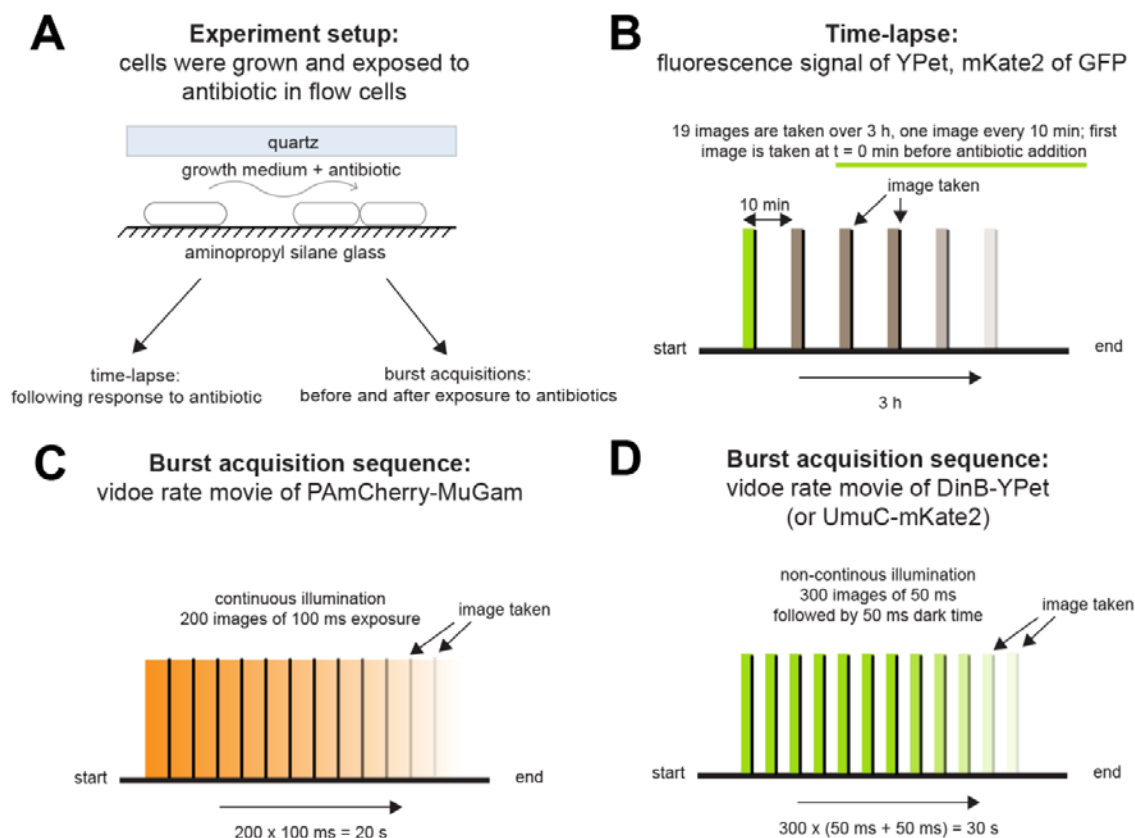 A
Experiment setup:
cells were grown and exposed to
antibiotic in flow cells
quartz
growth medium + antibiotic
aminopropyl silane glass
time-lapse:
following response to antibiotic
burst acquisitions:
before and after exposure to antibiotics
B
Time-lapse:
fluorescence signal of YPet, mKate2 of GFP
19 images are taken over 3 h, one image every 10 min; first
image is taken at t = 0 min before antibiotic addition
image taken
10 min
start
end
3 h
C
Burst acquisition sequence:
vidoe rate movie of PAmCherry-MuGam
continuous illumination
200 images of 100 ms exposure
image taken
start
end
200 x 100 ms = 20 s
D
Burst acquisition sequence:
vidoe rate movie of DinB-YPet
(or UmuC-mKate2)
non-continous illumination
300 images of 50 ms
followed by 50 ms dark time
image taken
start
end
300 x (50 ms + 50 ms) = 30 s